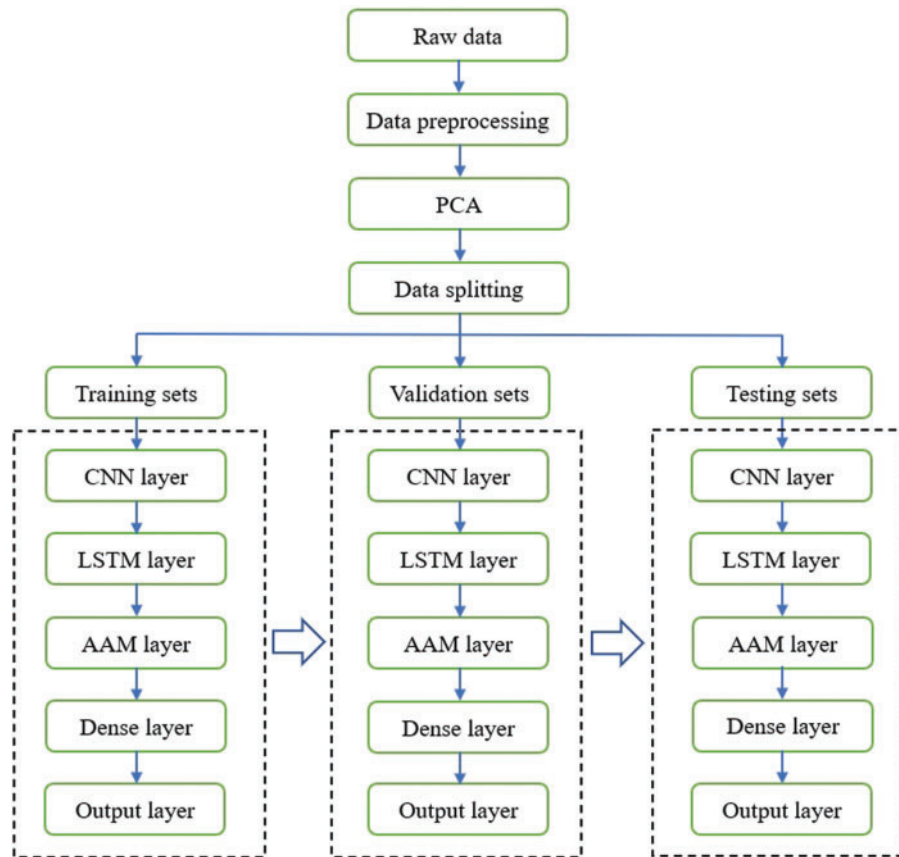 Raw data
Data preprocessing
PCA
Data splitting
Training sets
Validation sets
Testing sets
CNN layer
CNN layer
CNN layer
LSTM layer
LSTM layer
LSTM layer
AAM layer
AAM layer
AAM layer
Dense layer
Dense layer
Dense layer
Output layer
Output layer
Output layer